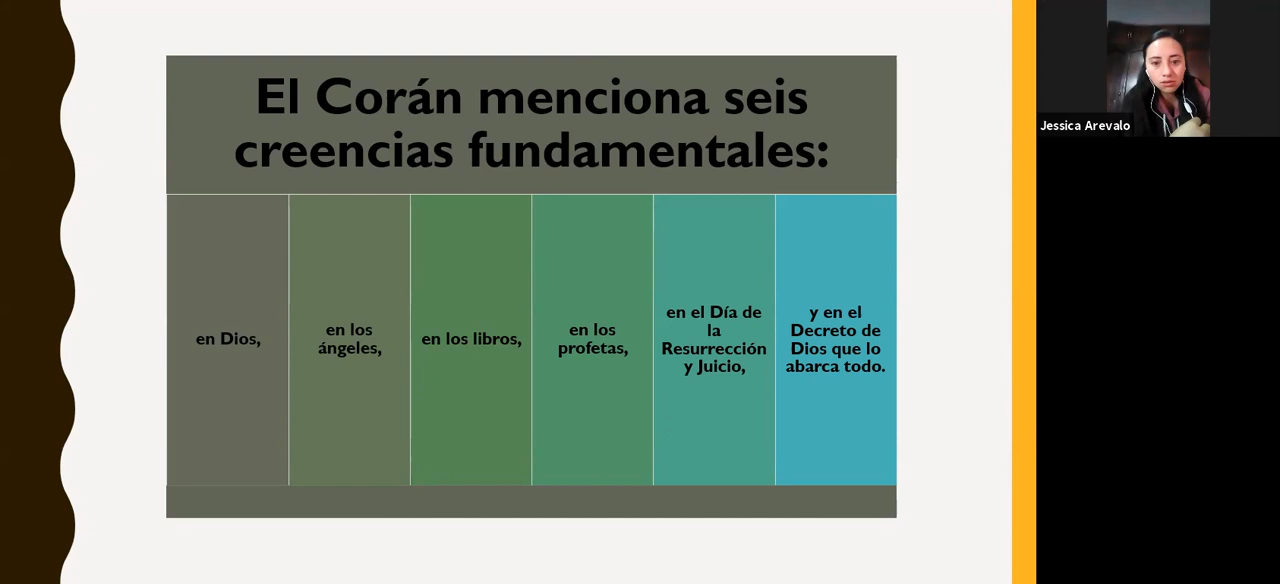 El Corán menciona seis
creencias fundamentales:
en Dios,
en los
ángeles,
en los libros,
en los
profetas,
en el Día de
la
Resurrección
y Juicio,
y en el
Decreto de
Dios que lo
abarca todo.
Jessica Arevalo